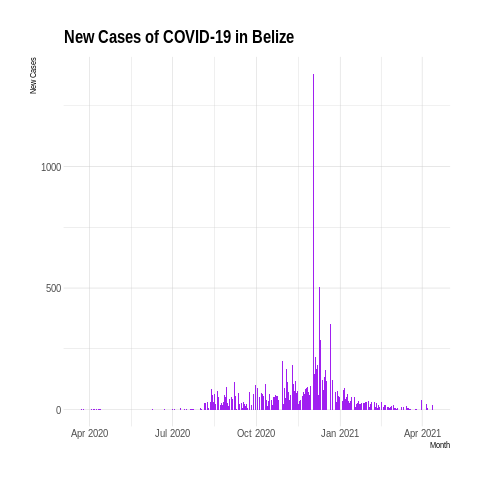 New Cases of COVID-19 in Belize
New Cases
1000
500
0
Apr 2020 Jul 2020 Oct 2020 Jan 2021 Apr 2021
Month